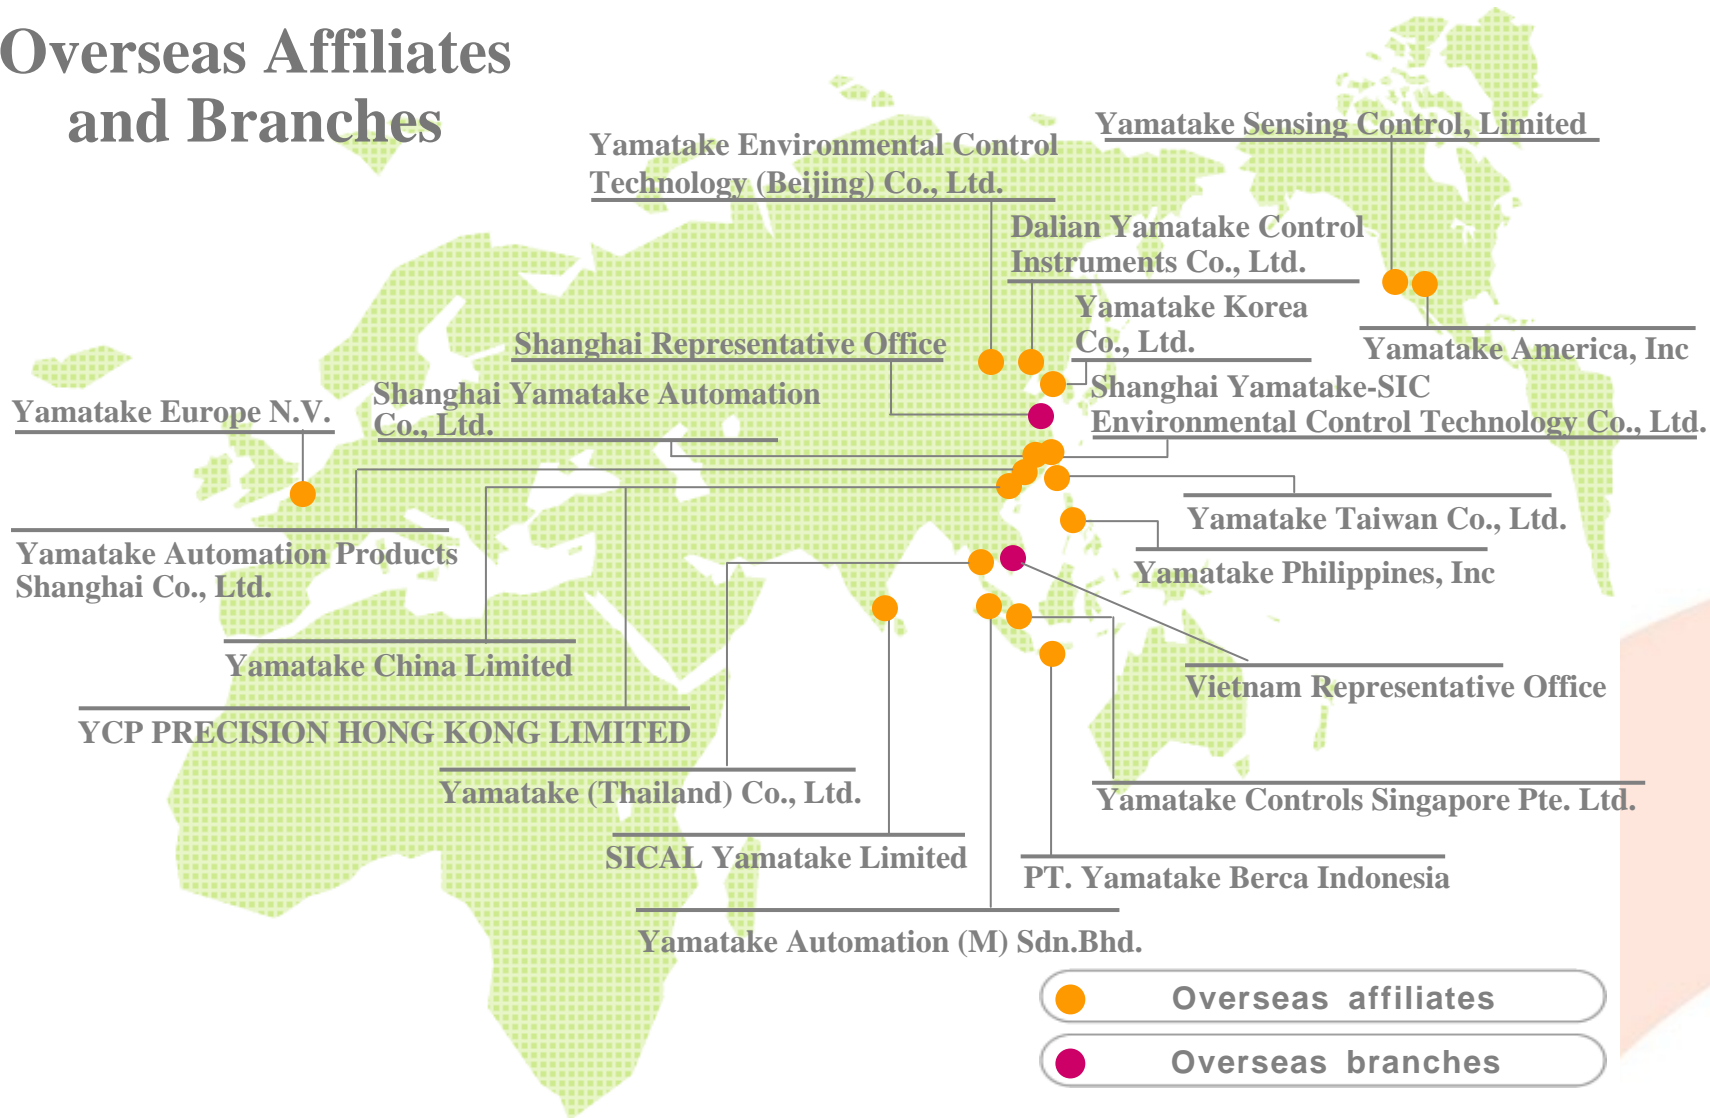 Overseas Affiliates
and Branches
Yamatake Sensing Control, Limited
Yamatake Environmental Control
Technology (Beijing) Co., Ltd.
Dalian Yamatake Control
Instruments Co., Ltd.
Yamatake Korea
Co., Ltd.
Shanghai Representative Office
Yamatake America, Inc
Shanghai Yamatake Automation
Co., Ltd.
Shanghai Yamatake-SIC
Environmental Control Technology Co., Ltd.
Yamatake Europe N.V.
Yamatake Taiwan Co., Ltd.
Yamatake Automation Products
Shanghai Co., Ltd.
Yamatake Philippines, Inc
Yamatake China Limited
Vietnam Representative Office
YCP PRECISION HONG KONG LIMITED
Yamatake (Thailand) Co., Ltd.
Yamatake Controls Singapore Pte. Ltd.
SICAL Yamatake Limited
PT. Yamatake Berca Indonesia
Yamatake Automation (M) Sdn.Bhd.
Overseas affiliates
Overseas branches